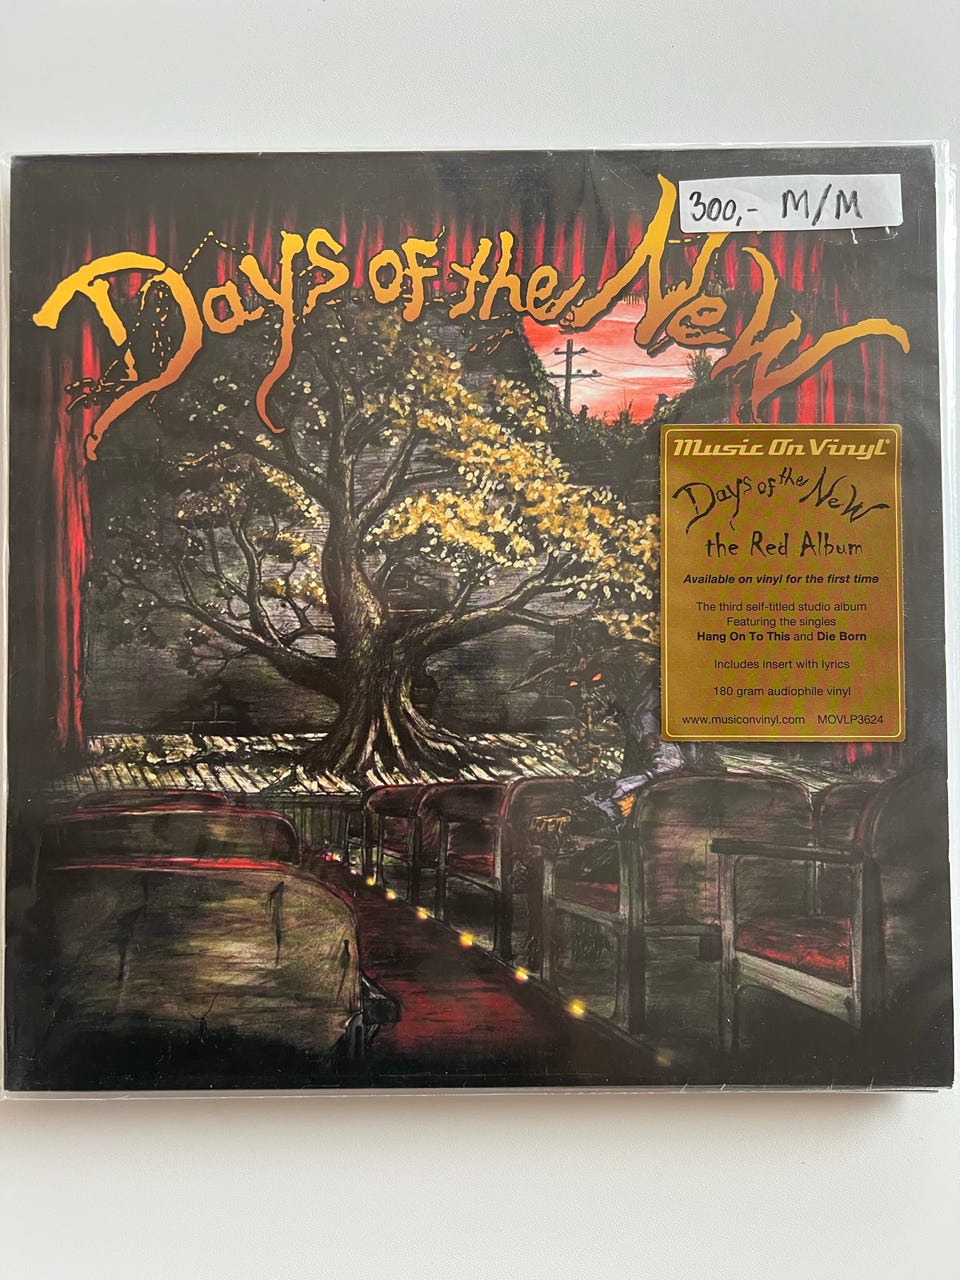 300,- M/M
Days of the New
Music On Vinyl®
Days of the New
the Red Album
Available on vinyl for the first time
The third self-titled studio album
Featuring the singles
Hang On To This and Die Born
Includes insert with lyrics
180 gram audiophile vinyl
www.musiconvinyl.com MOVLP3624